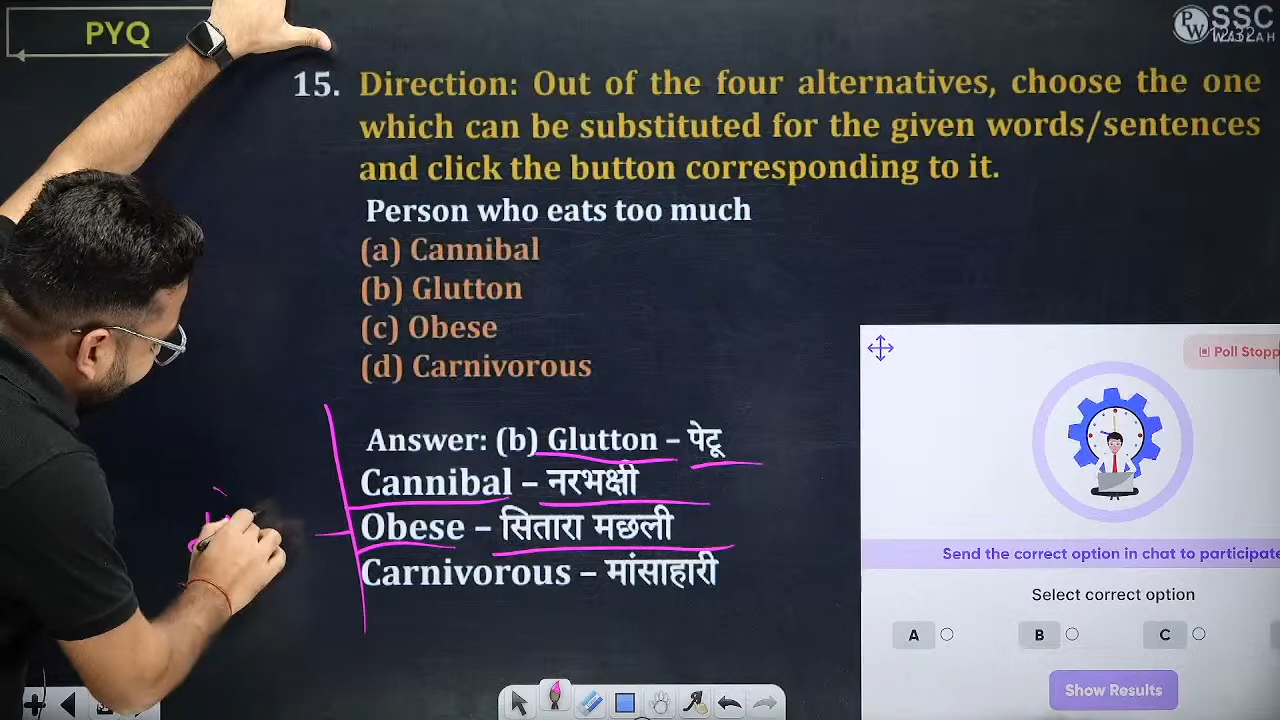 PYQ
SSC
WALLAH
12:32
15. Direction: Out of the four alternatives, choose the one
which can be substituted for the given words/sentences
and click the button corresponding to it.
Person who eats too much
(a) Cannibal
(b) Glutton
(c) Obese
(d) Carnivorous
Answer: (b) Glutton – पेटू
Cannibal – नरभक्षी
Obese – सितारा मछली
Carnivorous – मांसाहारी
Poll Stopp
Send the correct option in chat to participate
Select correct option
A
B
C
Show Results